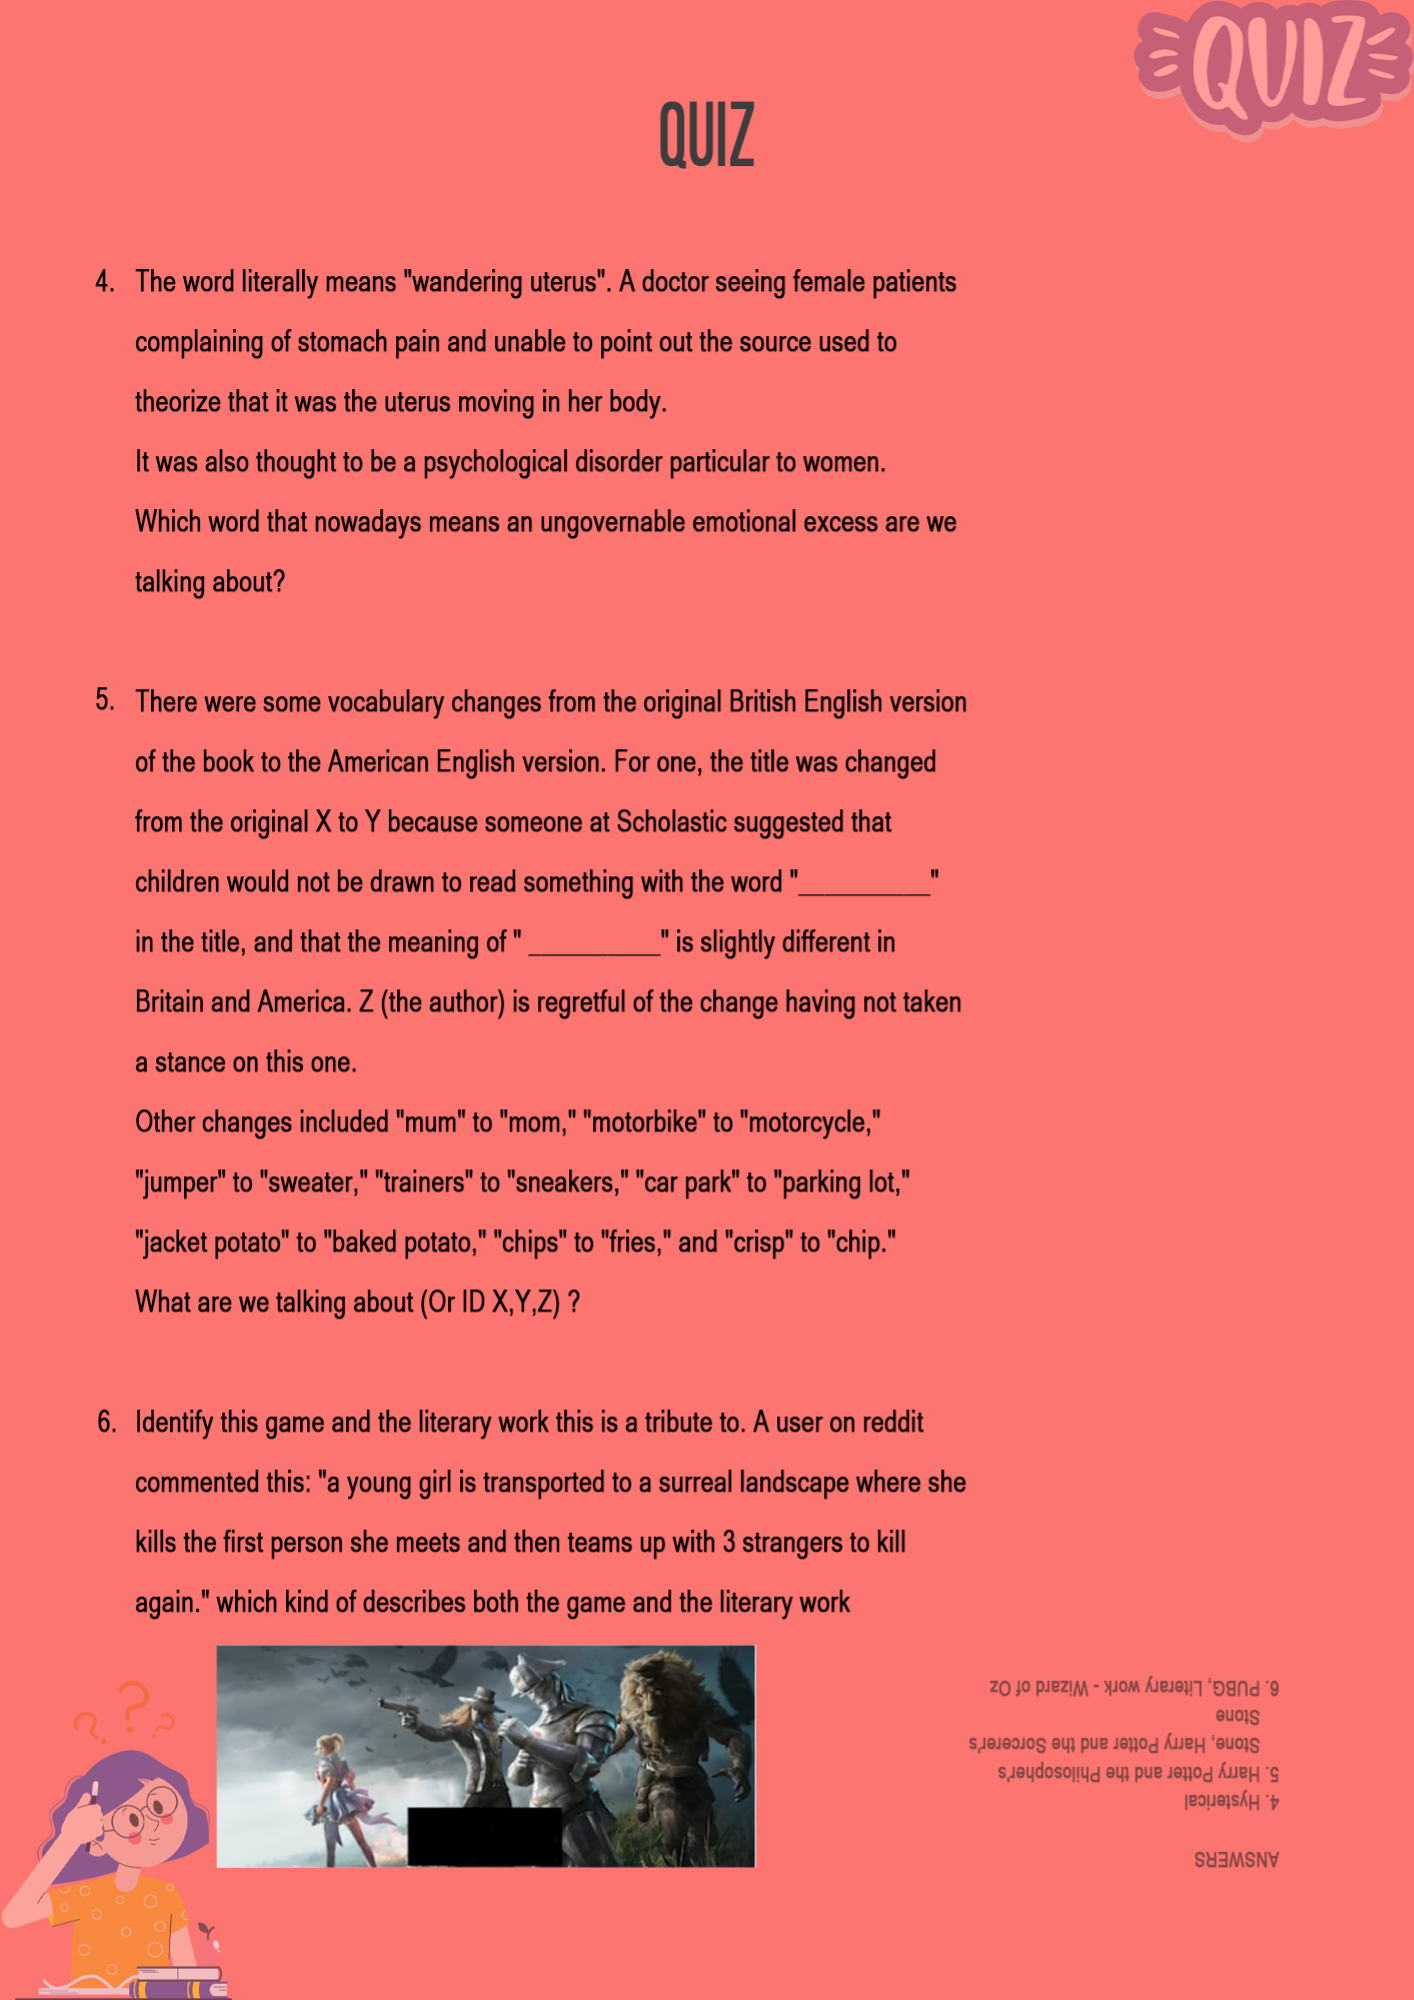 QUIZ
QUIZ
4. The word literally means "wandering uterus". A doctor seeing female patients
complaining of stomach pain and unable to point out the source used to
theorize that it was the uterus moving in her body.
It was also thought to be a psychological disorder particular to women.
Which word that nowadays means an ungovernable emotional excess are we
talking about?
5. There were some vocabulary changes from the original British English version
of the book to the American English version. For one, the title was changed
from the original X to Y because someone at Scholastic suggested that
children would not be drawn to read something with the word "__________"
in the title, and that the meaning of " __________" is slightly different in
Britain and America. Z (the author) is regretful of the change having not taken
a stance on this one.
Other changes included "mum" to "mom," "motorbike" to "motorcycle,"
"jumper" to "sweater," "trainers" to "sneakers," "car park" to "parking lot,"
"jacket potato" to "baked potato," "chips" to "fries," and "crisp" to "chip."
What are we talking about (Or ID X,Y,Z) ?
6. Identify this game and the literary work this is a tribute to. A user on reddit
commented this: "a young girl is transported to a surreal landscape where she
kills the first person she meets and then teams up with 3 strangers to kill
again." which kind of describes both the game and the literary work
ANSWERS
4. Hysterical
5. Harry Potter and the Philosopher's
Stone, Harry Potter and the Sorcerer's
Stone
6. PUBG, Literary work - Wizard of Oz